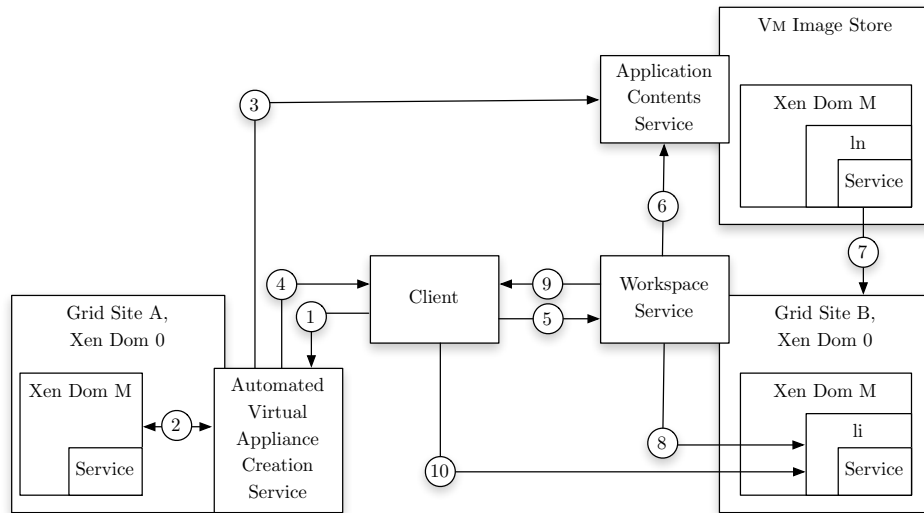 VM Image Store
Application
Contents
Service
3
Xen Dom M
ln
Service
6
7
4
Client
9
Workspace
Service
5
1
Grid Site A,
Xen Dom 0
Grid Site B,
Xen Dom 0
Xen Dom M
2
Service
Automated
Virtual
Appliance
Creation
Service
8
10
Xen Dom M
li
Service